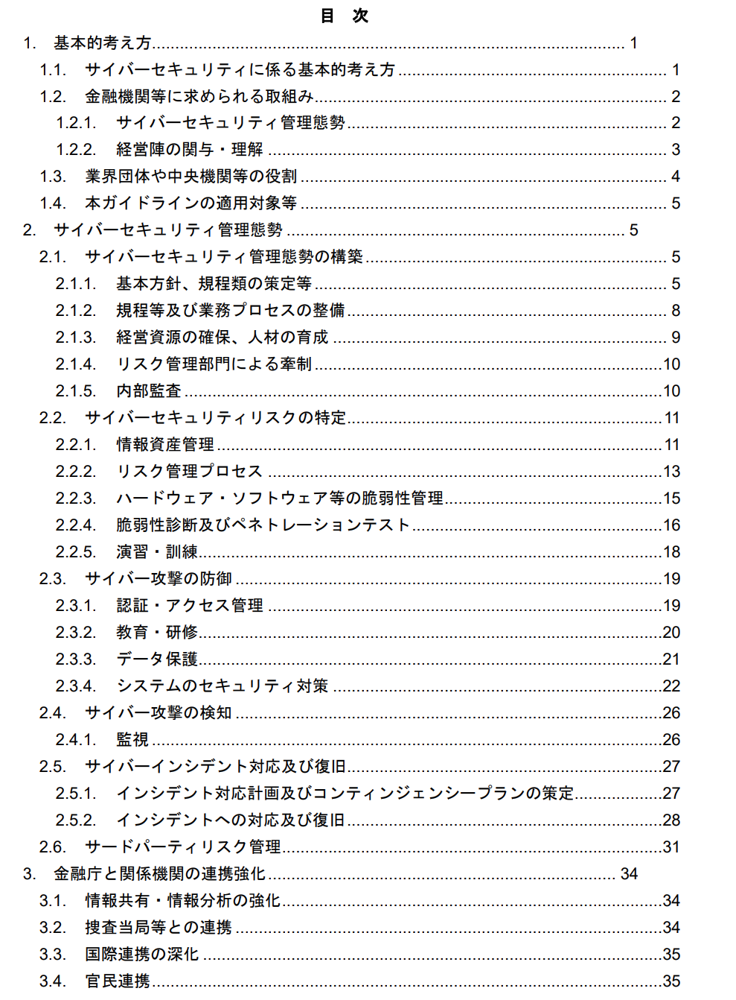 目　次
1.　基本的考え方 ........ 1
1.1.　サイバーセキュリティに係る基本的考え方 ........ 1
1.2.　金融機関等に求められる取組み ........ 2
1.2.1.　サイバーセキュリティ管理態勢 ........ 2
1.2.2.　経営陣の関与・理解 ........ 3
1.3.　業界団体や中央機関等の役割 ........ 4
1.4.　本ガイドラインの適用対象等 ........ 5
2.　サイバーセキュリティ管理態勢 ........ 5
2.1.　サイバーセキュリティ管理態勢の構築 ........ 5
2.1.1.　基本方針、規程類の策定等 ........ 5
2.1.2.　規程等及び業務プロセスの整備 ........ 8
2.1.3.　経営資源の確保、人材の育成 ........ 9
2.1.4.　リスク管理部門による牽制 ........ 10
2.1.5.　内部監査 ........ 10
2.2.　サイバーセキュリティリスクの特定 ........ 11
2.2.1.　情報資産管理 ........ 11
2.2.2.　リスク管理プロセス ........ 13
2.2.3.　ハードウェア・ソフトウェア等の脆弱性管理 ........ 15
2.2.4.　脆弱性診断及びペネトレーションテスト ........ 16
2.2.5.　演習・訓練 ........ 18
2.3.　サイバー攻撃の防御 ........ 19
2.3.1.　認証・アクセス管理 ........ 19
2.3.2.　教育・研修 ........ 20
2.3.3.　データ保護 ........ 21
2.3.4.　システムのセキュリティ対策 ........ 22
2.4.　サイバー攻撃の検知 ........ 26
2.4.1.　監視 ........ 26
2.5.　サイバーインシデント対応及び復旧 ........ 27
2.5.1.　インシデント対応計画及びコンティンジェンシープランの策定 ........ 27
2.5.2.　インシデントへの対応及び復旧 ........ 28
2.6.　サードパーティリスク管理 ........ 31
3.　金融庁と関係機関の連携強化 ........ 34
3.1.　情報共有・情報分析の強化 ........ 34
3.2.　捜査当局等との連携 ........ 34
3.3.　国際連携の深化 ........ 35
3.4.　官民連携 ........ 35